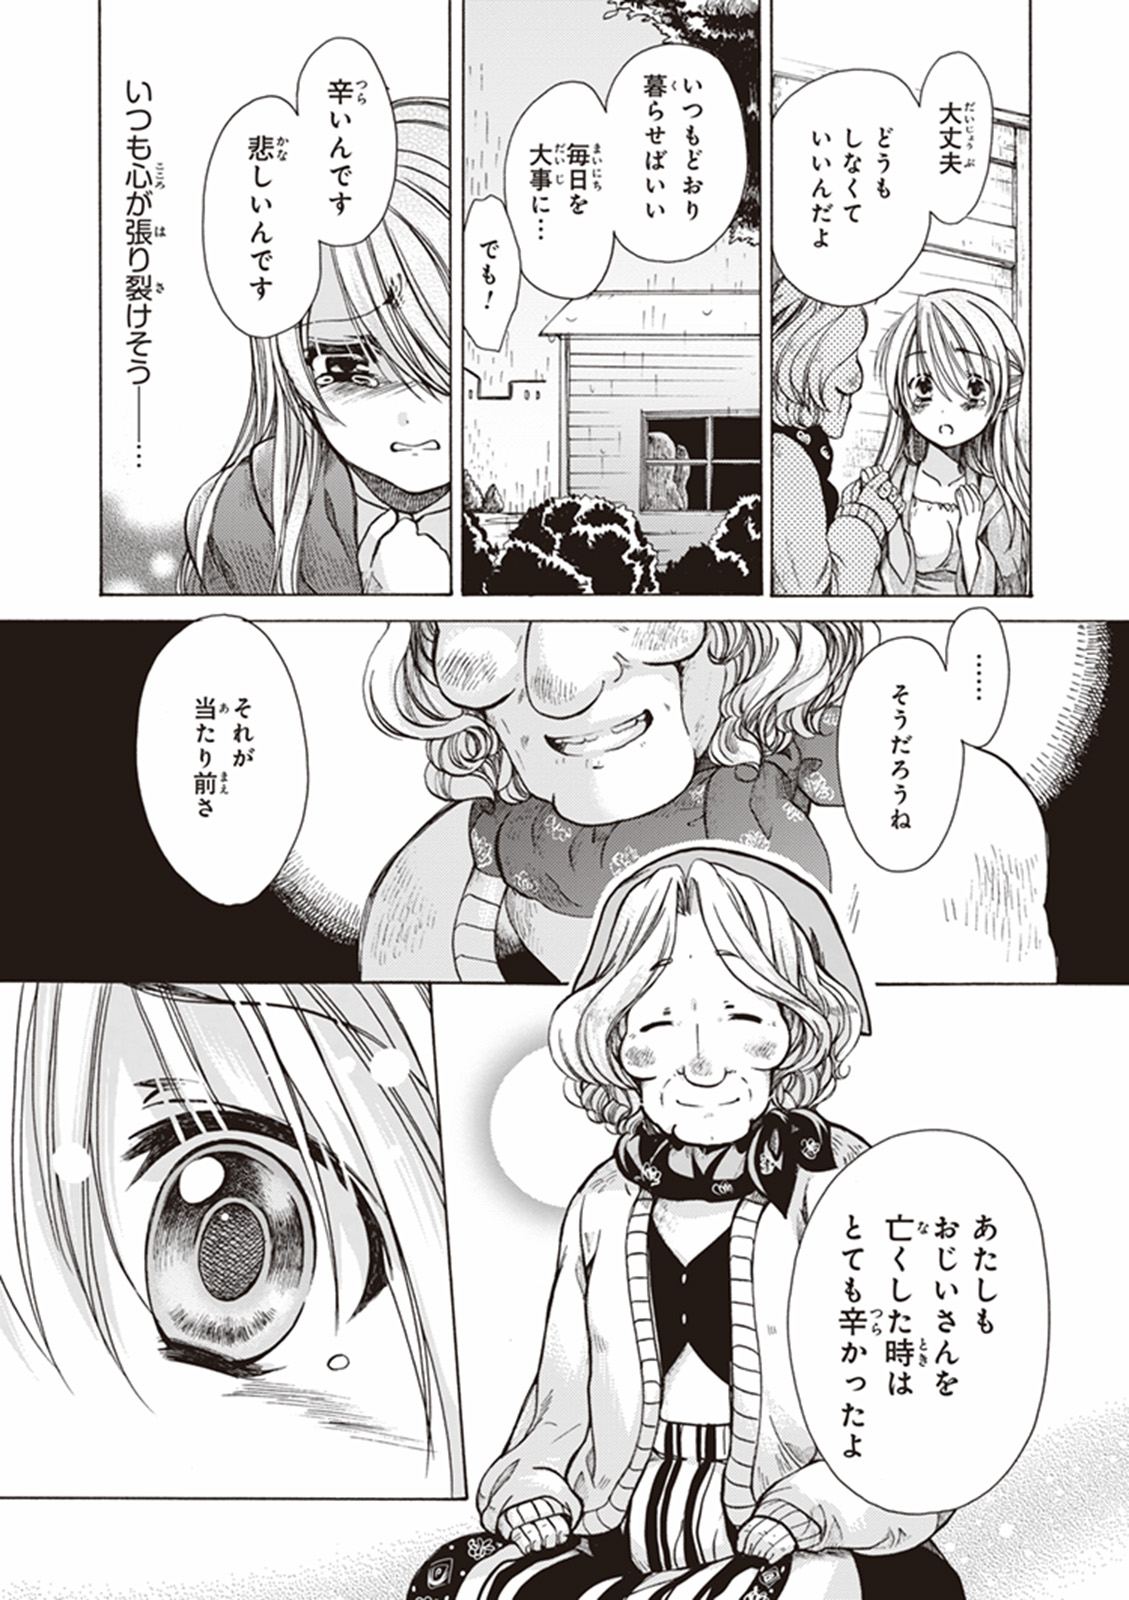 大丈夫
どうも
しなくて
いいんだよ
いつもどおり
暮らせばいい
毎日を
大事に…
でも!
辛いんです
悲しいんです
いつも心が張り裂けそう――…
……
そうだろうね
それが
当たり前さ
あたしも
おじいさんを
亡くした時は
とても辛かったよ